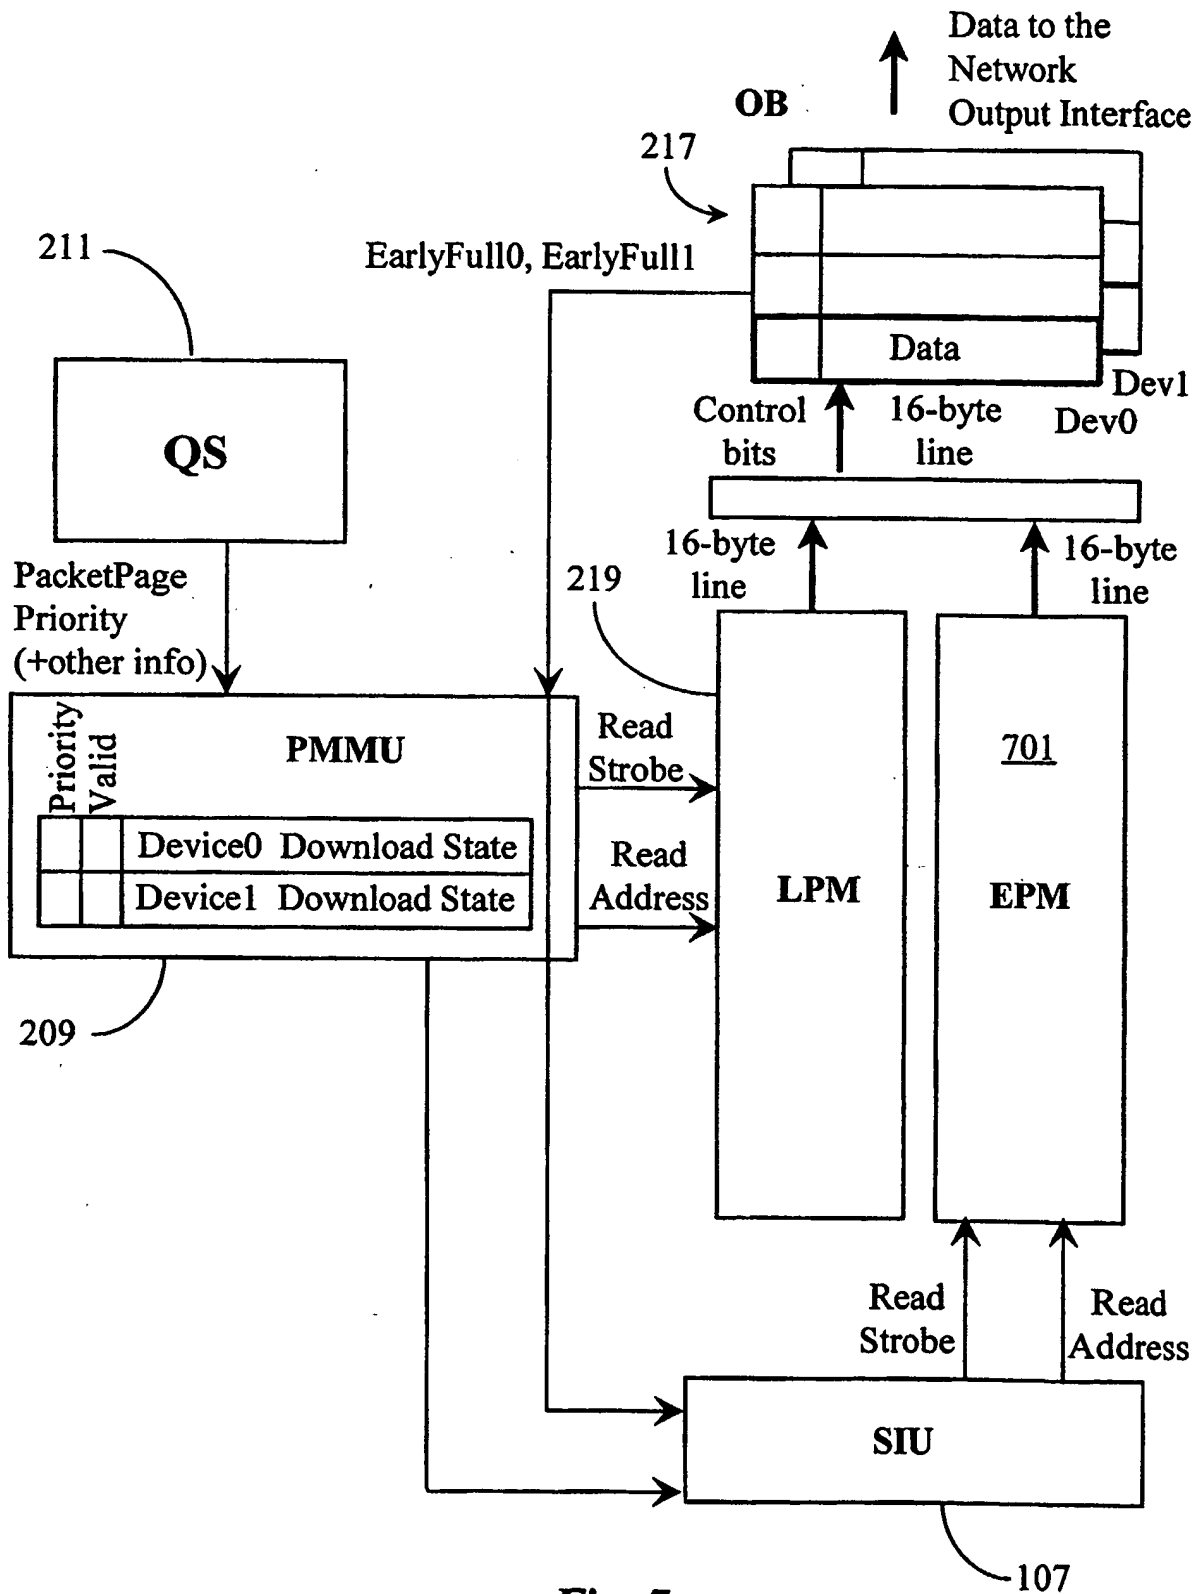 Data to the
Network
Output Interface
OB
217
211
EarlyFull0, EarlyFull1
Data
Dev1
Dev0
Control
bits
16-byte
line
QS
16-byte
line
16-byte
line
219
PacketPage
Priority
(+other info)
Priority
Valid
PMMU
Device0 Download State
Device1 Download State
Read
Strobe
Read
Address
701
LPM
EPM
209
Read
Strobe
Read
Address
SIU
107